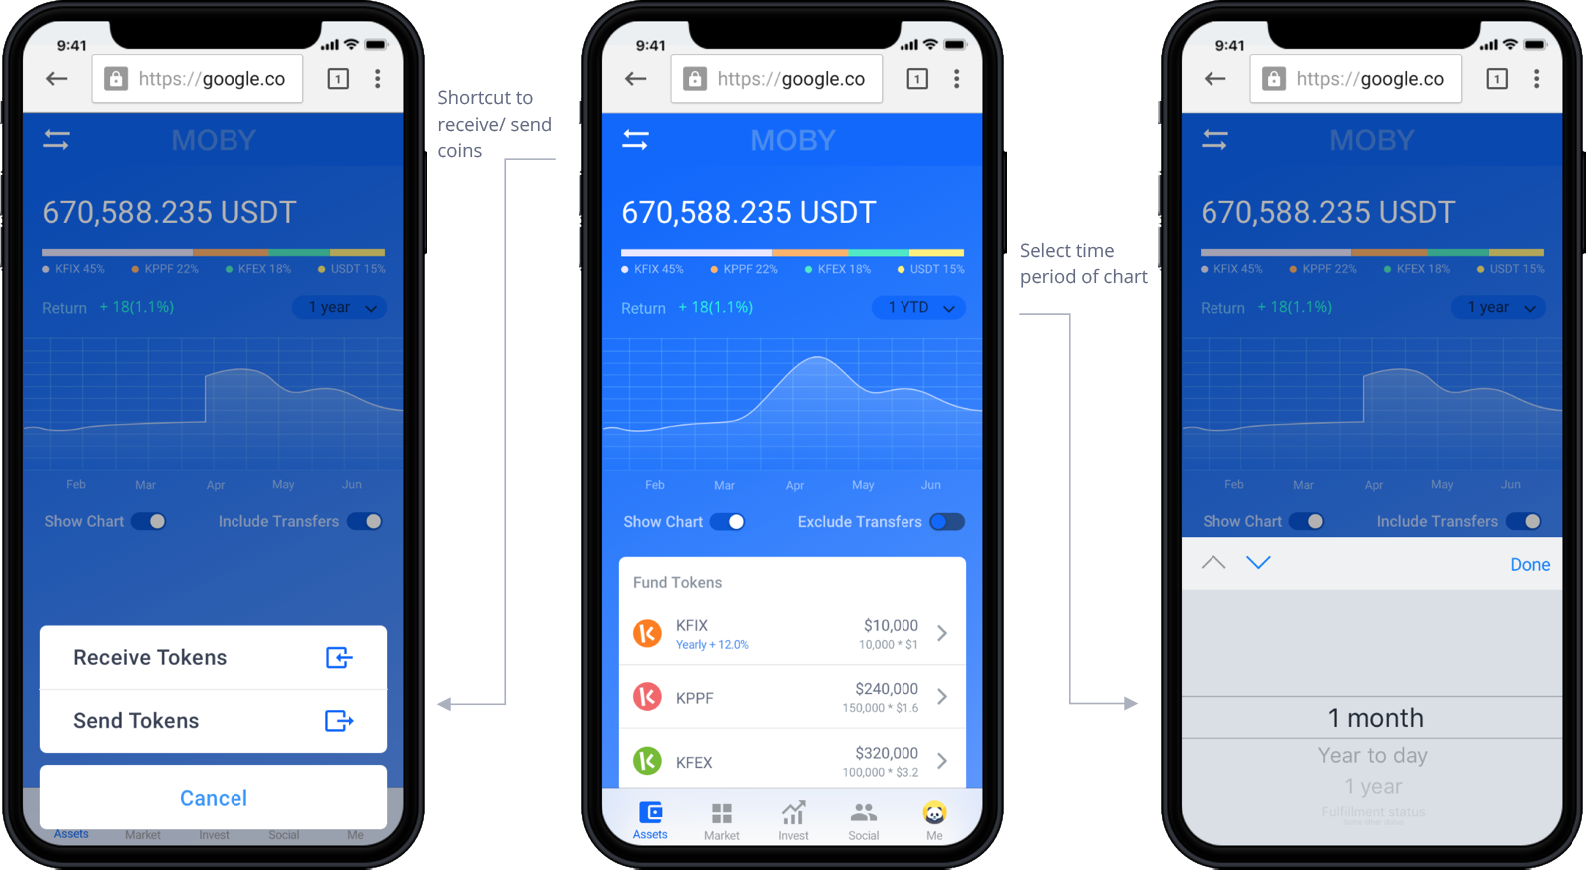 9:41
https://google.co
1
MOBY
670,588.235 USDT
KFIX 45%
KPPF 22%
KFEX 18%
USDT 15%
Return + 18(1.1%)
1 year
Feb Mar Apr May Jun
Show Chart
Include Transfers
Receive Tokens
Send Tokens
Cancel
Assets Market Invest Social Me
Shortcut to
receive/ send
coins
9:41
https://google.co
1
MOBY
670,588.235 USDT
KFIX 45%
KPPF 22%
KFEX 18%
USDT 15%
Return + 18(1.1%)
1 YTD
Feb Mar Apr May Jun
Show Chart
Exclude Transfers
Fund Tokens
KFIX $10,000
Yearly + 12.0% 10,000 * $1
KPPF
$240,000
150,000 * $1.6
KFEX
$320,000
100,000 * $3.2
Assets Market Invest Social Me
Select time
period of chart
9:41
https://google.co
1
MOBY
670,588.235 USDT
KFIX 45%
KPPF 22%
KFEX 18%
USDT 15%
Return + 18(1.1%)
1 year
Feb Mar Apr May Jun
Show Chart
Include Transfers
Done
1 month
Year to day
1 year
Fulfillment status